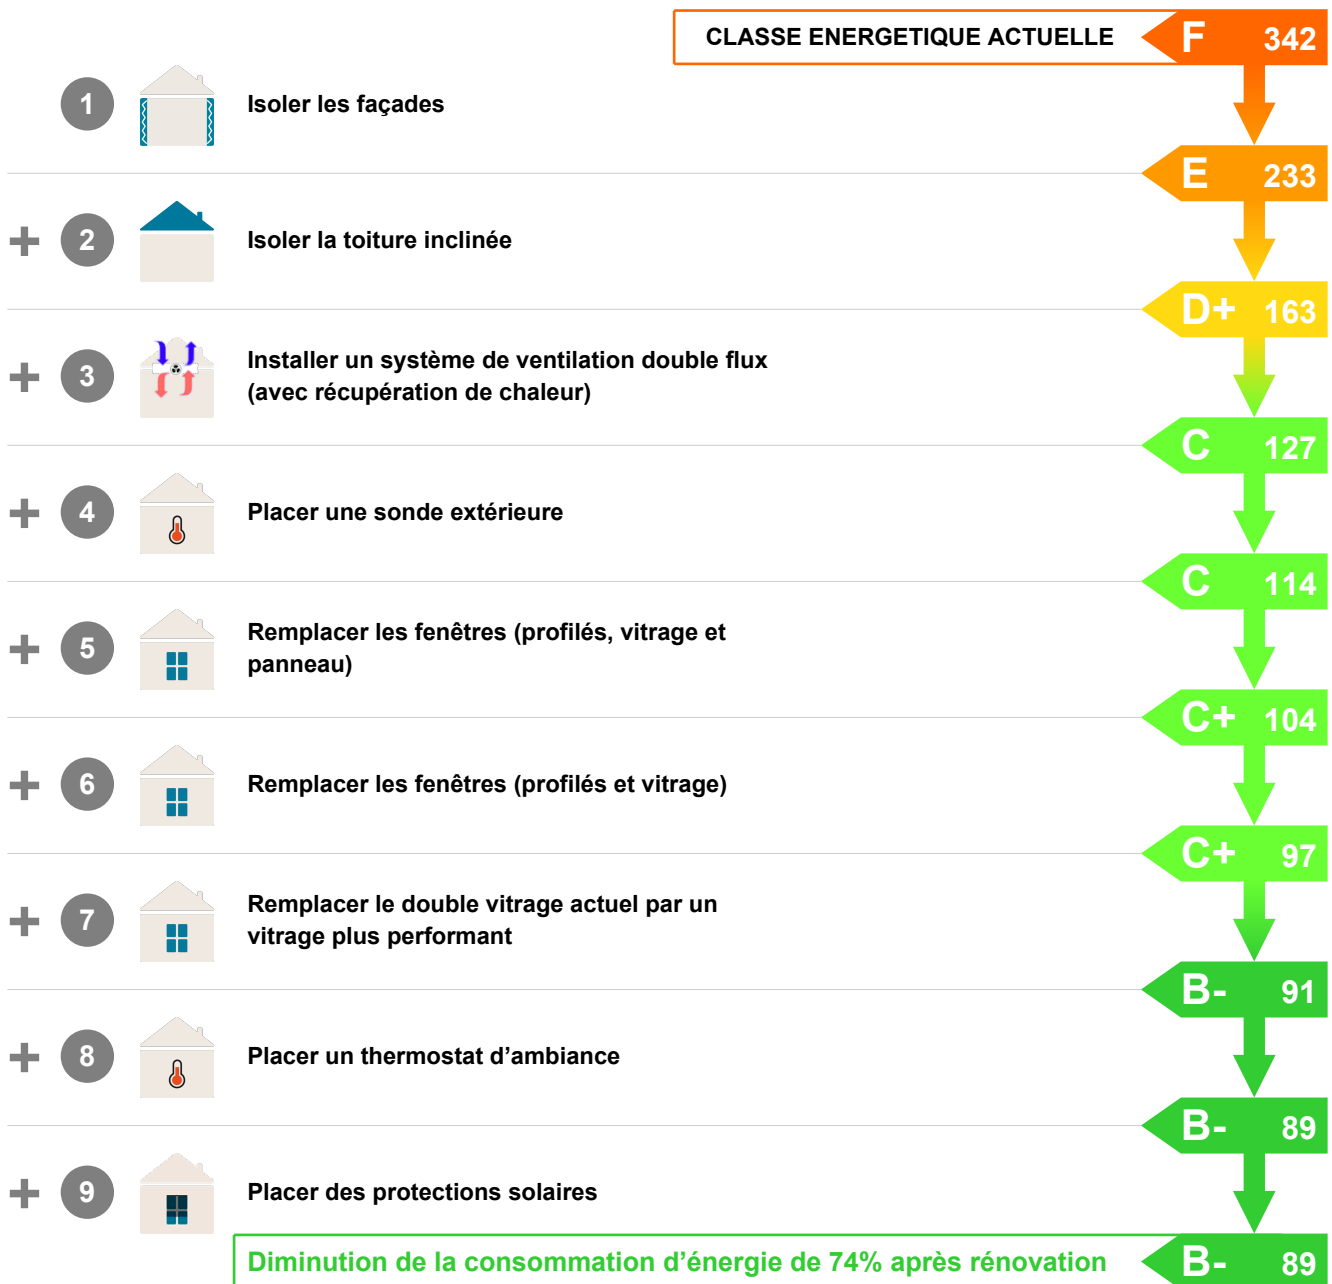 CLASSE ENERGETIQUE ACTUELLE F 342
1 Isoler les façades
E 233
+ 2 Isoler la toiture inclinée
D+ 163
+ 3 Installer un système de ventilation double flux
(avec récupération de chaleur)
C 127
+ 4 Placer une sonde extérieure
C 114
+ 5 Remplacer les fenêtres (profilés, vitrage et
panneau)
C+ 104
+ 6 Remplacer les fenêtres (profilés et vitrage)
C+ 97
+ 7 Remplacer le double vitrage actuel par un
vitrage plus performant
B- 91
+ 8 Placer un thermostat d’ambiance
B- 89
+ 9 Placer des protections solaires
Diminution de la consommation d’énergie de 74% après rénovation B- 89